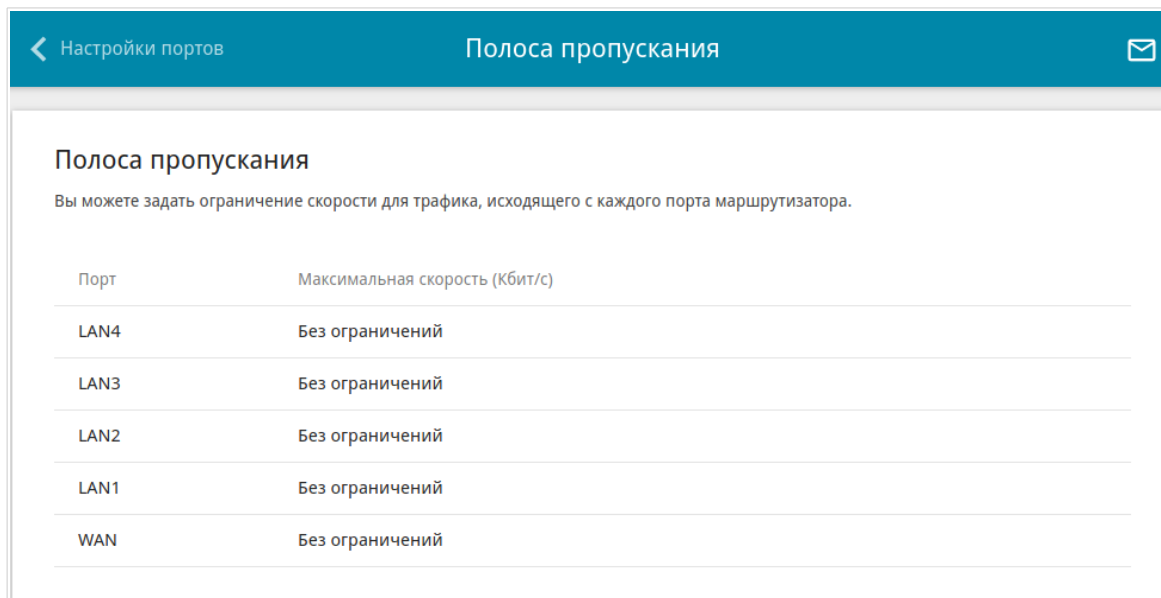 Настройки портов Полоса пропускания
Полоса пропускания
Вы можете задать ограничение скорости для трафика, исходящего с каждого порта маршрутизатора.
Порт Максимальная скорость (Кбит/с)
LAN4 Без ограничений
LAN3 Без ограничений
LAN2 Без ограничений
LAN1 Без ограничений
WAN Без ограничений